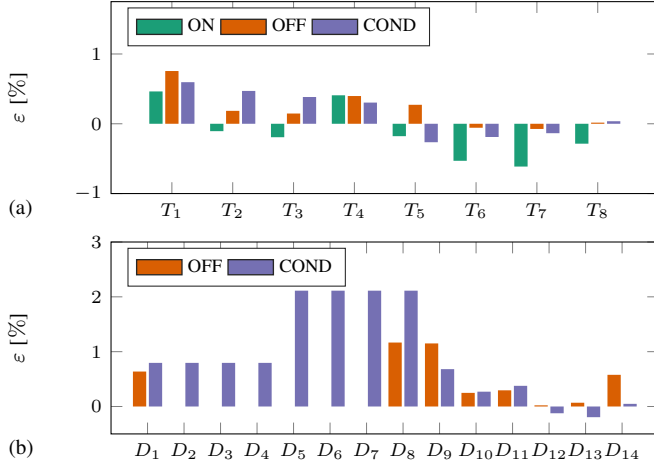 ON OFF COND
1
0
−1
ε [%]
T1 T2 T3 T4 T5 T6 T7 T8
(a)
OFF COND
3
2
1
0
ε [%]
D1 D2 D3 D4 D5 D6 D7 D8 D9 D10 D11 D12 D13 D14
(b)